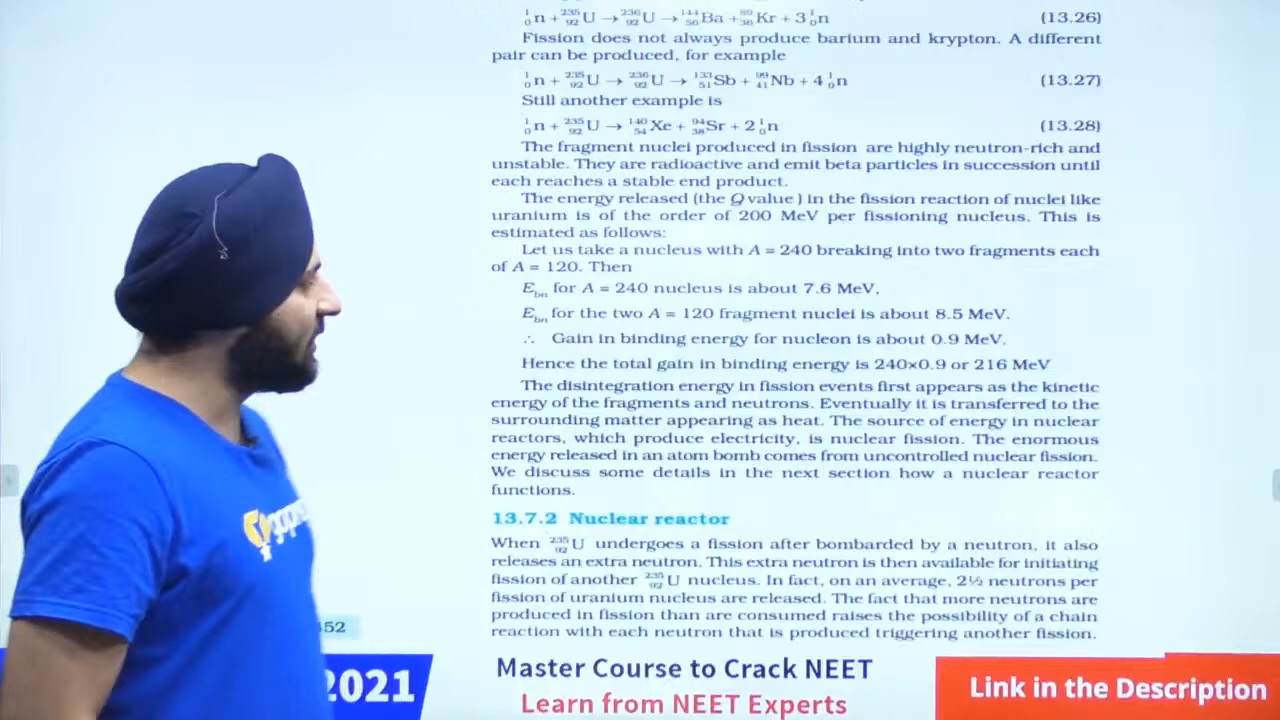 ¹₀n + ²³⁵₉₂U → ²³⁶₉₂U → ¹⁴⁴₅₆Ba + ⁸⁹₃₆Kr + 3 ¹₀n (13.26)
Fission does not always produce barium and krypton. A different
pair can be produced, for example
¹₀n + ²³⁵₉₂U → ²³⁶₉₂U → ¹³³₅₁Sb + ⁹⁹₄₁Nb + 4 ¹₀n (13.27)
Still another example is
¹₀n + ²³⁵₉₂U → ¹⁴⁰₅₄Xe + ⁹⁴₃₈Sr + 2 ¹₀n (13.28)
The fragment nuclei produced in fission are highly neutron-rich and
unstable. They are radioactive and emit beta particles in succession until
each reaches a stable end product.
The energy released (the Q value ) in the fission reaction of nuclei like
uranium is of the order of 200 MeV per fissioning nucleus. This is
estimated as follows:
Let us take a nucleus with A = 240 breaking into two fragments each
of A = 120. Then
E_bn for A = 240 nucleus is about 7.6 MeV,
E_bn for the two A = 120 fragment nuclei is about 8.5 MeV.
∴ Gain in binding energy for nucleon is about 0.9 MeV.
Hence the total gain in binding energy is 240×0.9 or 216 MeV
The disintegration energy in fission events first appears as the kinetic
energy of the fragments and neutrons. Eventually it is transferred to the
surrounding matter appearing as heat. The source of energy in nuclear
reactors, which produce electricity, is nuclear fission. The enormous
energy released in an atom bomb comes from uncontrolled nuclear fission.
We discuss some details in the next section how a nuclear reactor
functions.
13.7.2 Nuclear reactor
When ²³⁵₉₂U undergoes a fission after bombarded by a neutron, it also
releases an extra neutron. This extra neutron is then available for initiating
fission of another ²³⁵₉₂U nucleus. In fact, on an average, 2½ neutrons per
fission of uranium nucleus are released. The fact that more neutrons are
produced in fission than are consumed raises the possibility of a chain
reaction with each neutron that is produced triggering another fission.
52
2021
Master Course to Crack NEET
Learn from NEET Experts
Link in the Description